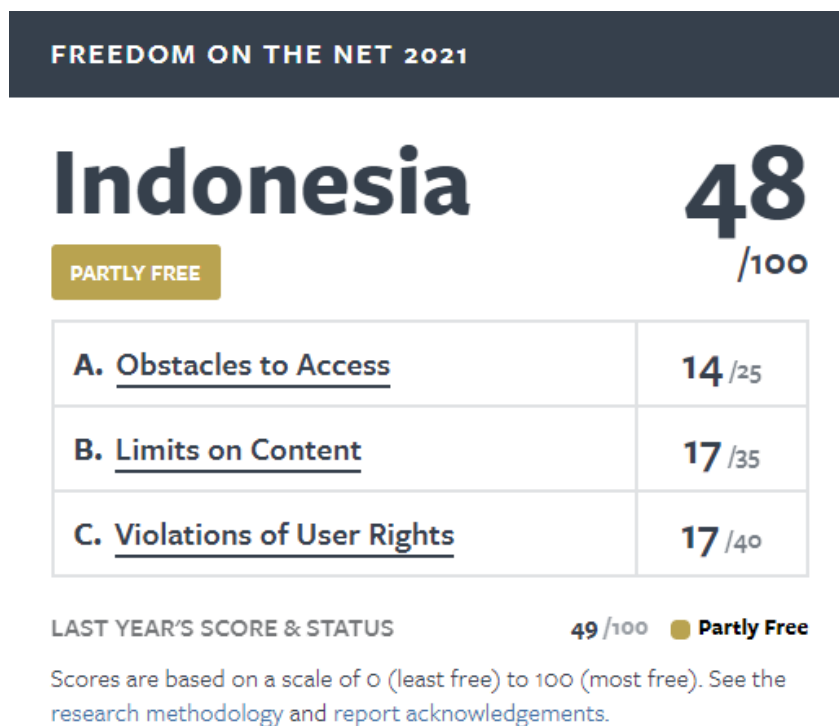 FREEDOM ON THE NET 2021
Indonesia
48
/100
PARTLY FREE
A. Obstacles to Access 14/25
B. Limits on Content 17/35
C. Violations of User Rights 17/40
LAST YEAR'S SCORE & STATUS 49/100 Partly Free
Scores are based on a scale of 0 (least free) to 100 (most free). See the
research methodology and report acknowledgements.